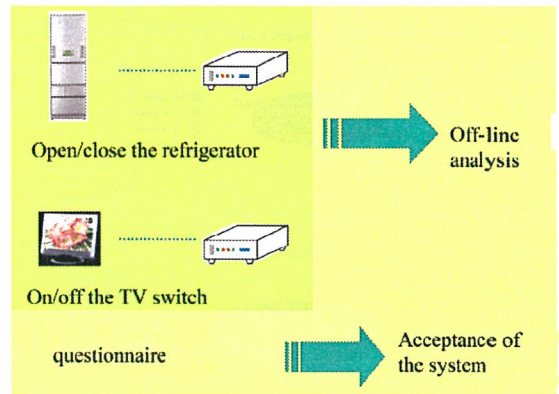 Open/close the refrigerator
Off-line
analysis
On/off the TV switch
questionnaire
Acceptance of
the system